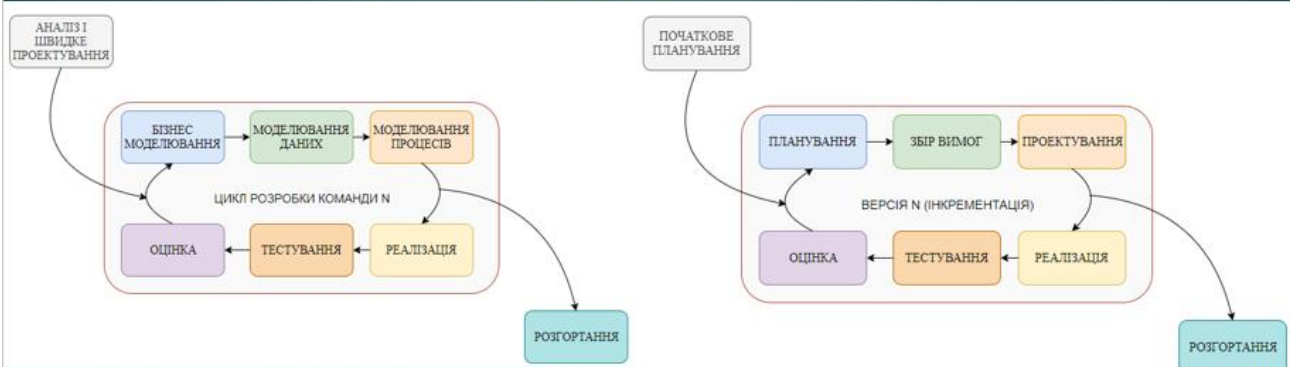 АНАЛІЗ І
ШВИДКЕ
ПРОЕКТУВАННЯ
БІЗНЕС
МОДЕЛЮВАННЯ
МОДЕЛЮВАННЯ
ДАНИХ
МОДЕЛЮВАННЯ
ПРОЦЕСІВ
ЦИКЛ РОЗРОБКИ КОМАНДИ N
ОЦІНКА
ТЕСТУВАННЯ
РЕАЛІЗАЦІЯ
РОЗГОРТАННЯ
ПОЧАТКОВЕ
ПЛАНУВАННЯ
ПЛАНУВАННЯ
ЗБІР ВИМОГ
ПРОЕКТУВАННЯ
ВЕРСІЯ N (ІНКРЕМЕНТАЦІЯ)
ОЦІНКА
ТЕСТУВАННЯ
РЕАЛІЗАЦІЯ
РОЗГОРТАННЯ